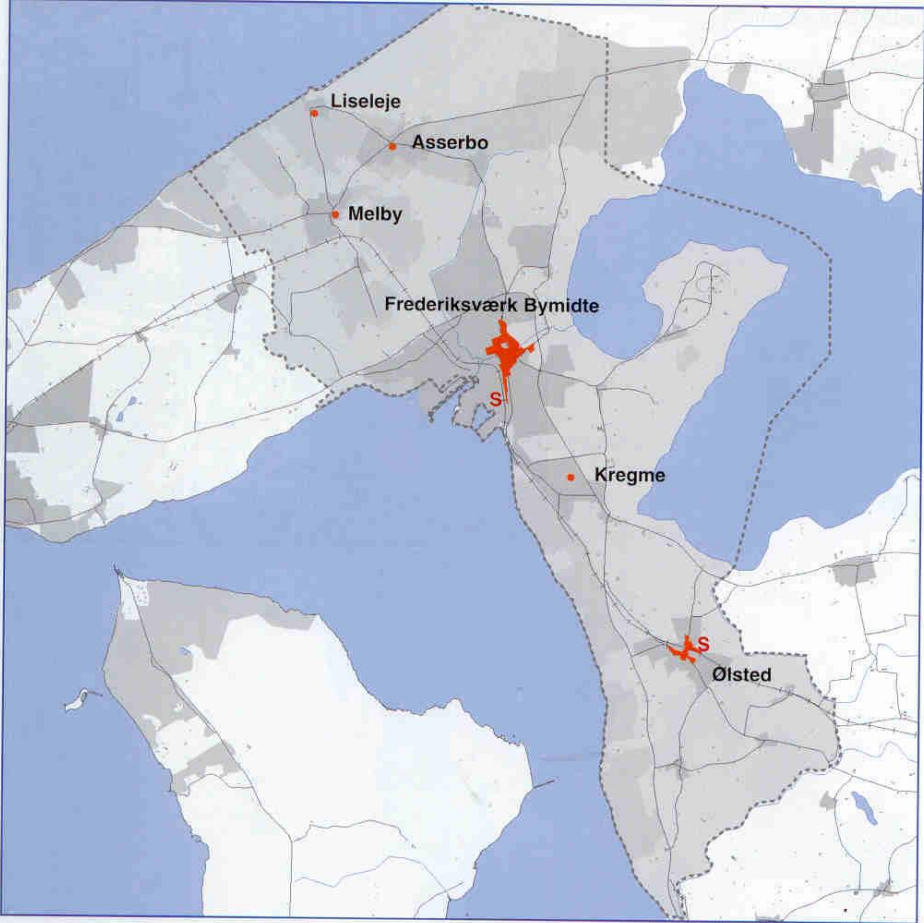 Liseleje
Asserbo
Melby
Frederiksværk Bymidte
S
Kregme
S
Ølsted